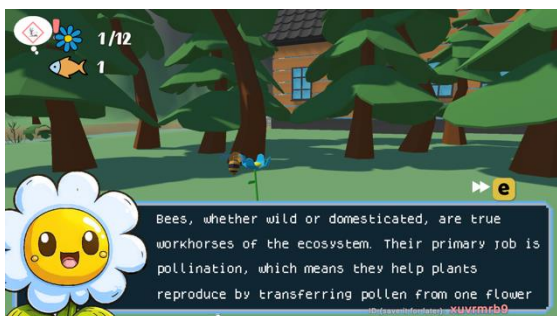 1/12
1
e
Bees, whether wild or domesticated, are true
workhorses of the ecosystem. Their primary job is
pollination, which means they help plants
reproduce by transferring pollen from one flower
xuvrmrb9